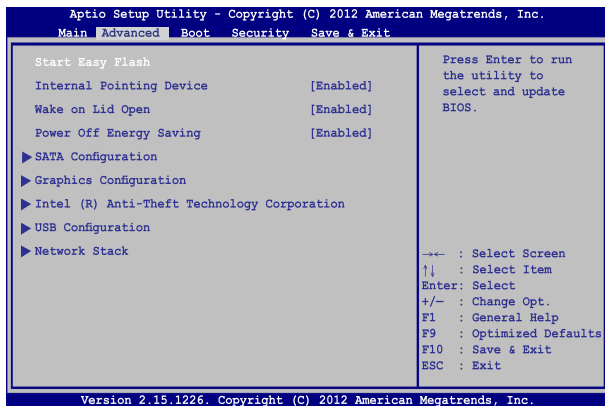 Aptio Setup Utility - Copyright (C) 2012 American Megatrends, Inc.
Main Advanced Boot Security Save & Exit
Start Easy Flash
Internal Pointing Device [Enabled]
Wake on Lid Open [Enabled]
Power Off Energy Saving [Enabled]
SATA Configuration
Graphics Configuration
Intel (R) Anti-Theft Technology Corporation
USB Configuration
Network Stack
Press Enter to run
the utility to
select and update
BIOS.
→← : Select Screen
↑↓ : Select Item
Enter: Select
+/— : Change Opt.
F1 : General Help
F9 : Optimized Defaults
F10 : Save & Exit
ESC : Exit
Version 2.15.1226. Copyright (C) 2012 American Megatrends, Inc.